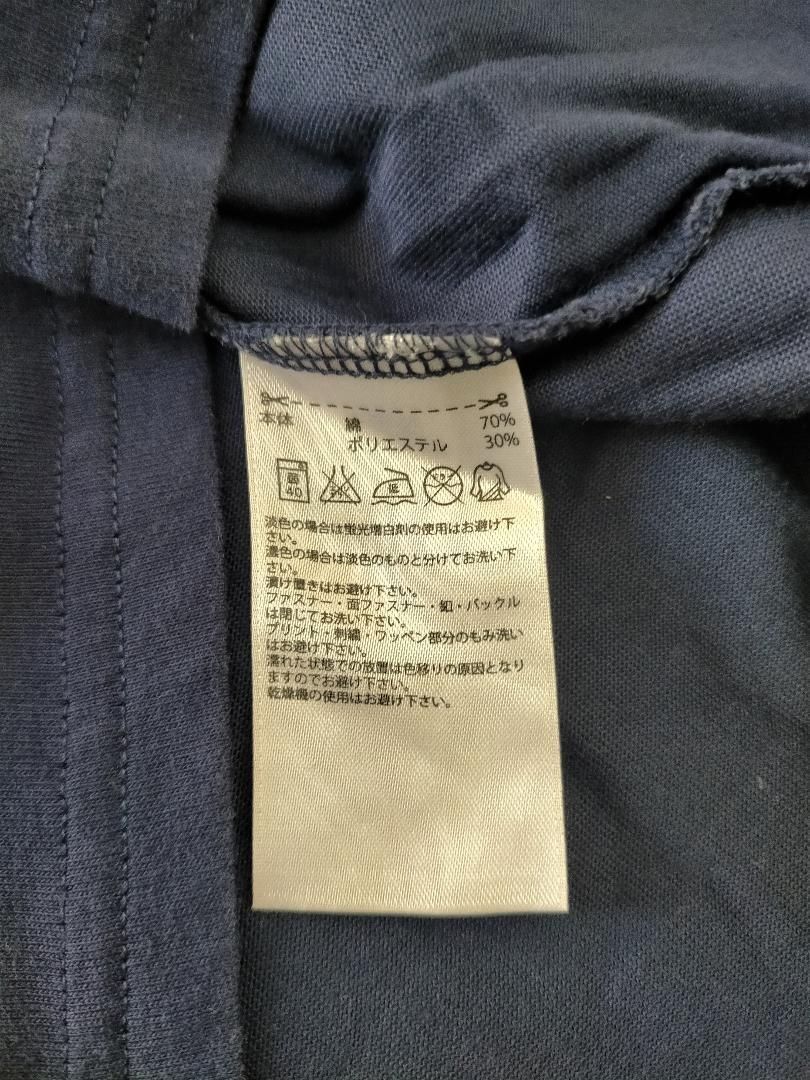 本体 綿 70%
ポリエステル 30%
40 低
淡色の場合は蛍光増白剤の使用はお避け下
さい。
濃色の場合は淡色のものと分けてお洗い下
さい。
漬け置きはお避け下さい。
ファスナー・面ファスナー・釦・バックル
は閉じてお洗い下さい。
プリント・刺繍・ワッペン部分のもみ洗い
はお避け下さい。
濡れた状態での放置は色移りの原因となり
ますのでお避け下さい。
乾燥機の使用はお避け下さい。